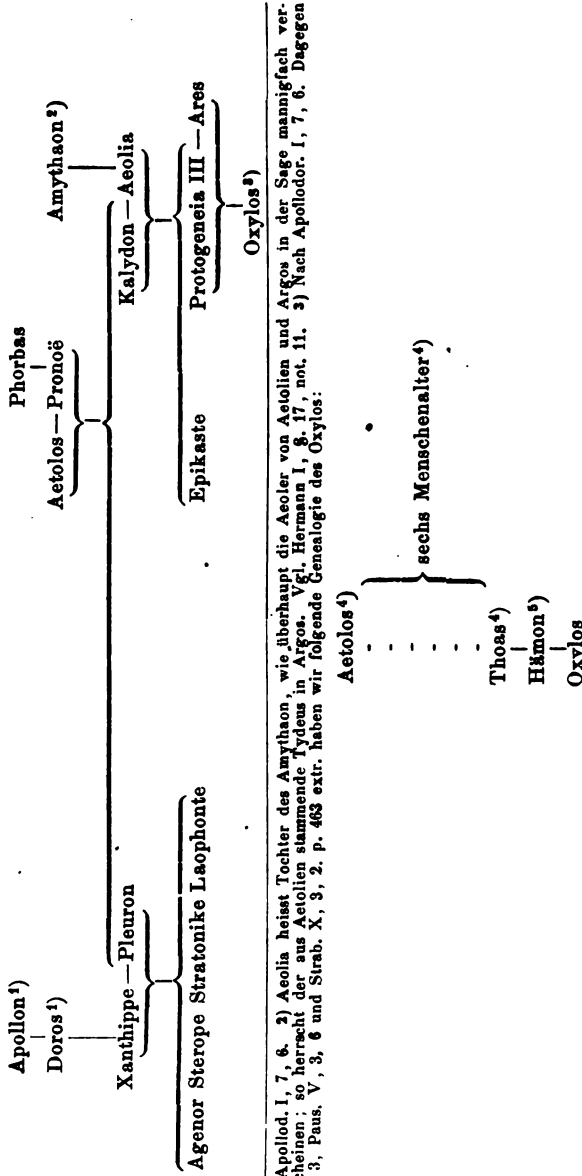 Phorbas
Apollon¹) Aetolos—Pronoë Amythaon²)
Doros¹)
Xanthippe—Pleuron Kalydon—Aeolia
Agenor Sterope Stratonike Laophonte Epikaste Protogeneia III—Ares
Oxylos³)
Apollod. I, 7, 6. 2) Aeolia heisst Tochter des Amythaon, wie überhaupt die Aeoler von Aetolien und Argos in der Sage mannigfach ver-
cheinen; so herrscht der aus Aetolien stammende Tydeus in Argos. Vgl. Hermann I, §. 17, not. 11. 3) Nach Apollodor. I, 7, 6. Dagegen
3, Paus. V, 3, 6 und Strab. X, 3, 2. p. 463 extr. haben wir folgende Genealogie des Oxylos:
Aetolos⁴)
sechs Menschenalter⁴)
Thoas⁴)
Hämon⁵)
Oxylos